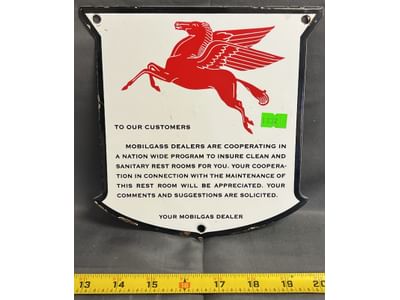 TO OUR CUSTOMERS
MOBILGASS DEALERS ARE COOPERATING IN
A NATION WIDE PROGRAM TO INSURE CLEAN AND
SANITARY REST ROOMS FOR YOU. YOUR COOPERA-
TION IN CONNECTION WITH THE MAINTENANCE OF
THIS REST ROOM WILL BE APPRECIATED. YOUR
COMMENTS AND SUGGESTIONS ARE SOLICITED.
YOUR MOBILGAS DEALER
13 14 15 16 17 18 19 20